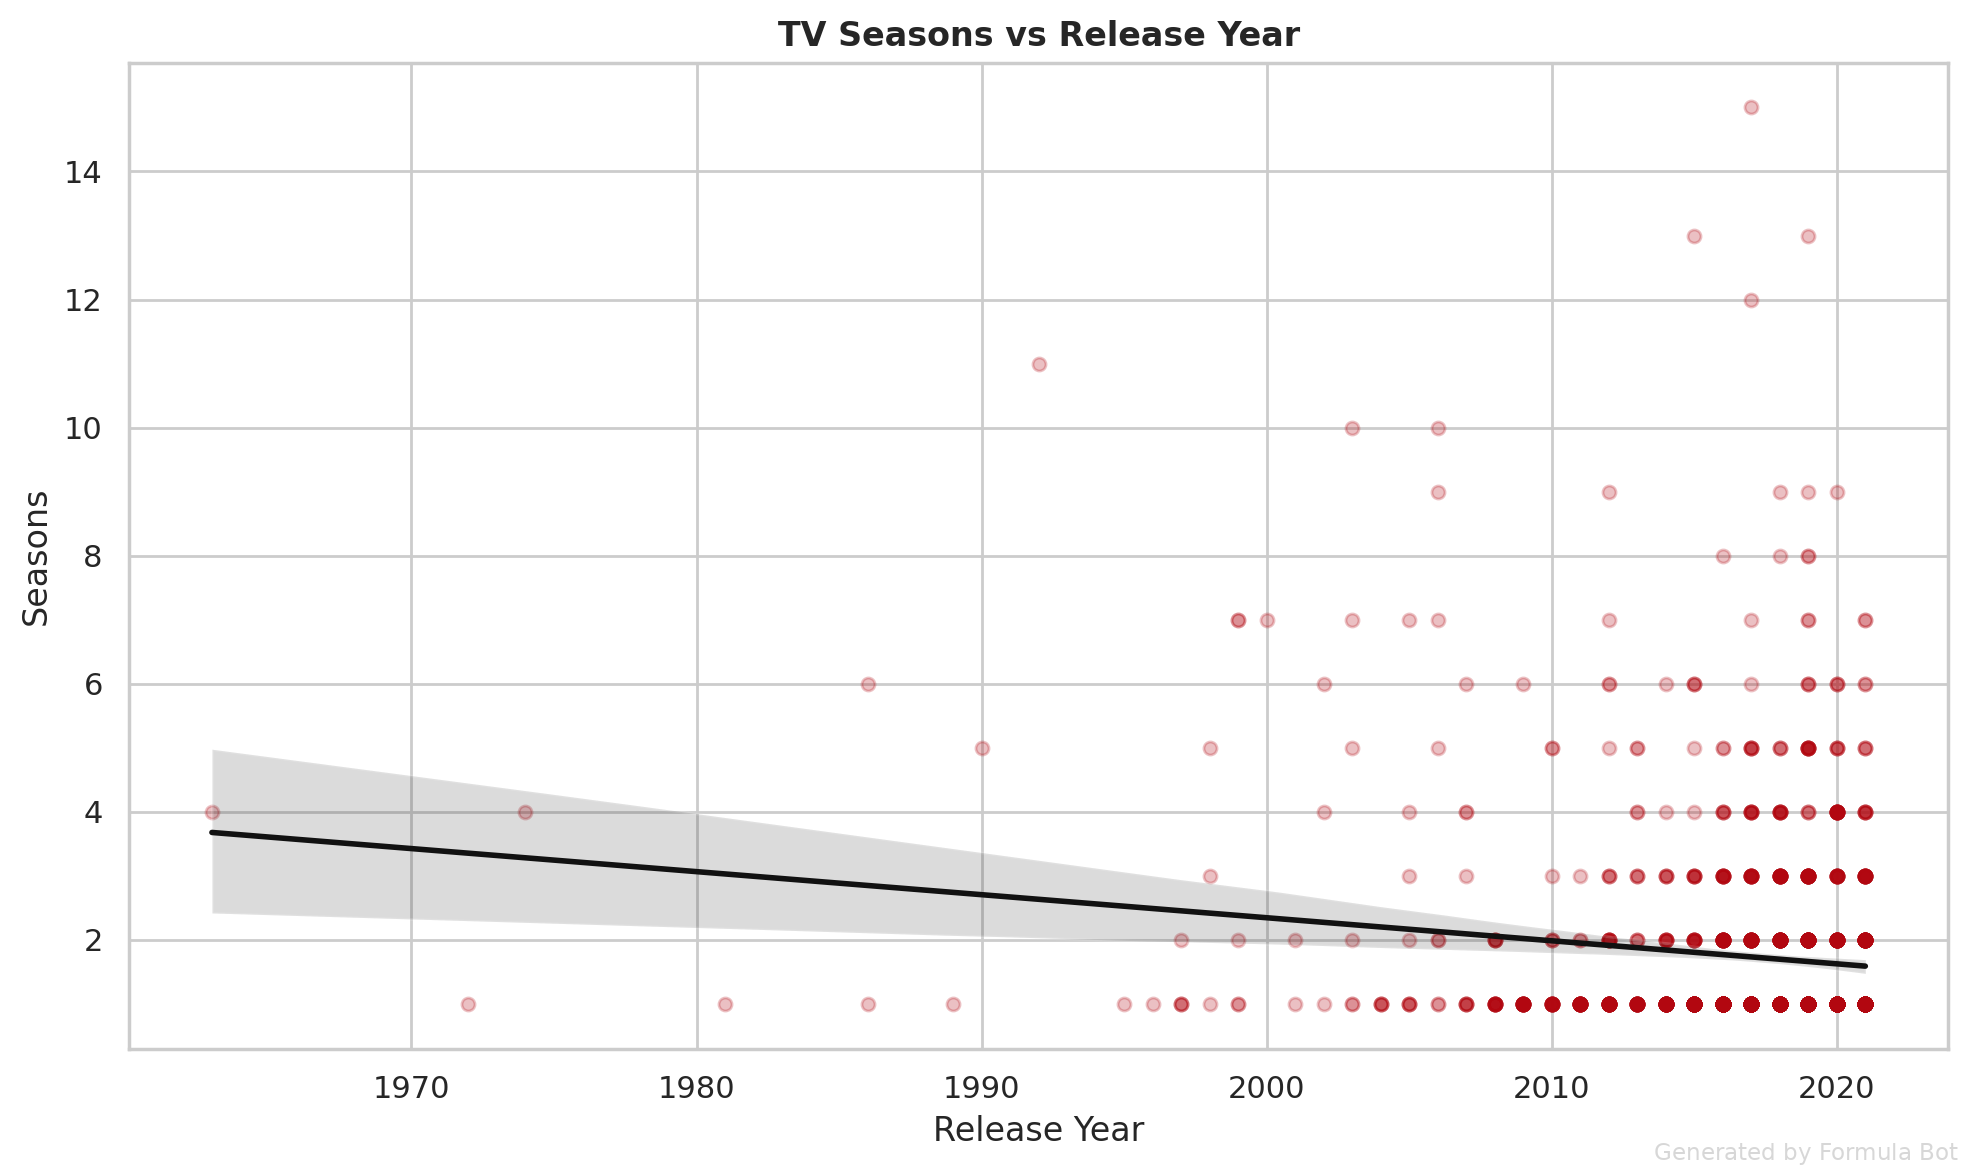 TV Seasons vs Release Year
14
12
10
8
6
4
2
Seasons
1970 1980 1990 2000 2010 2020
Release Year
Generated by Formula Bot